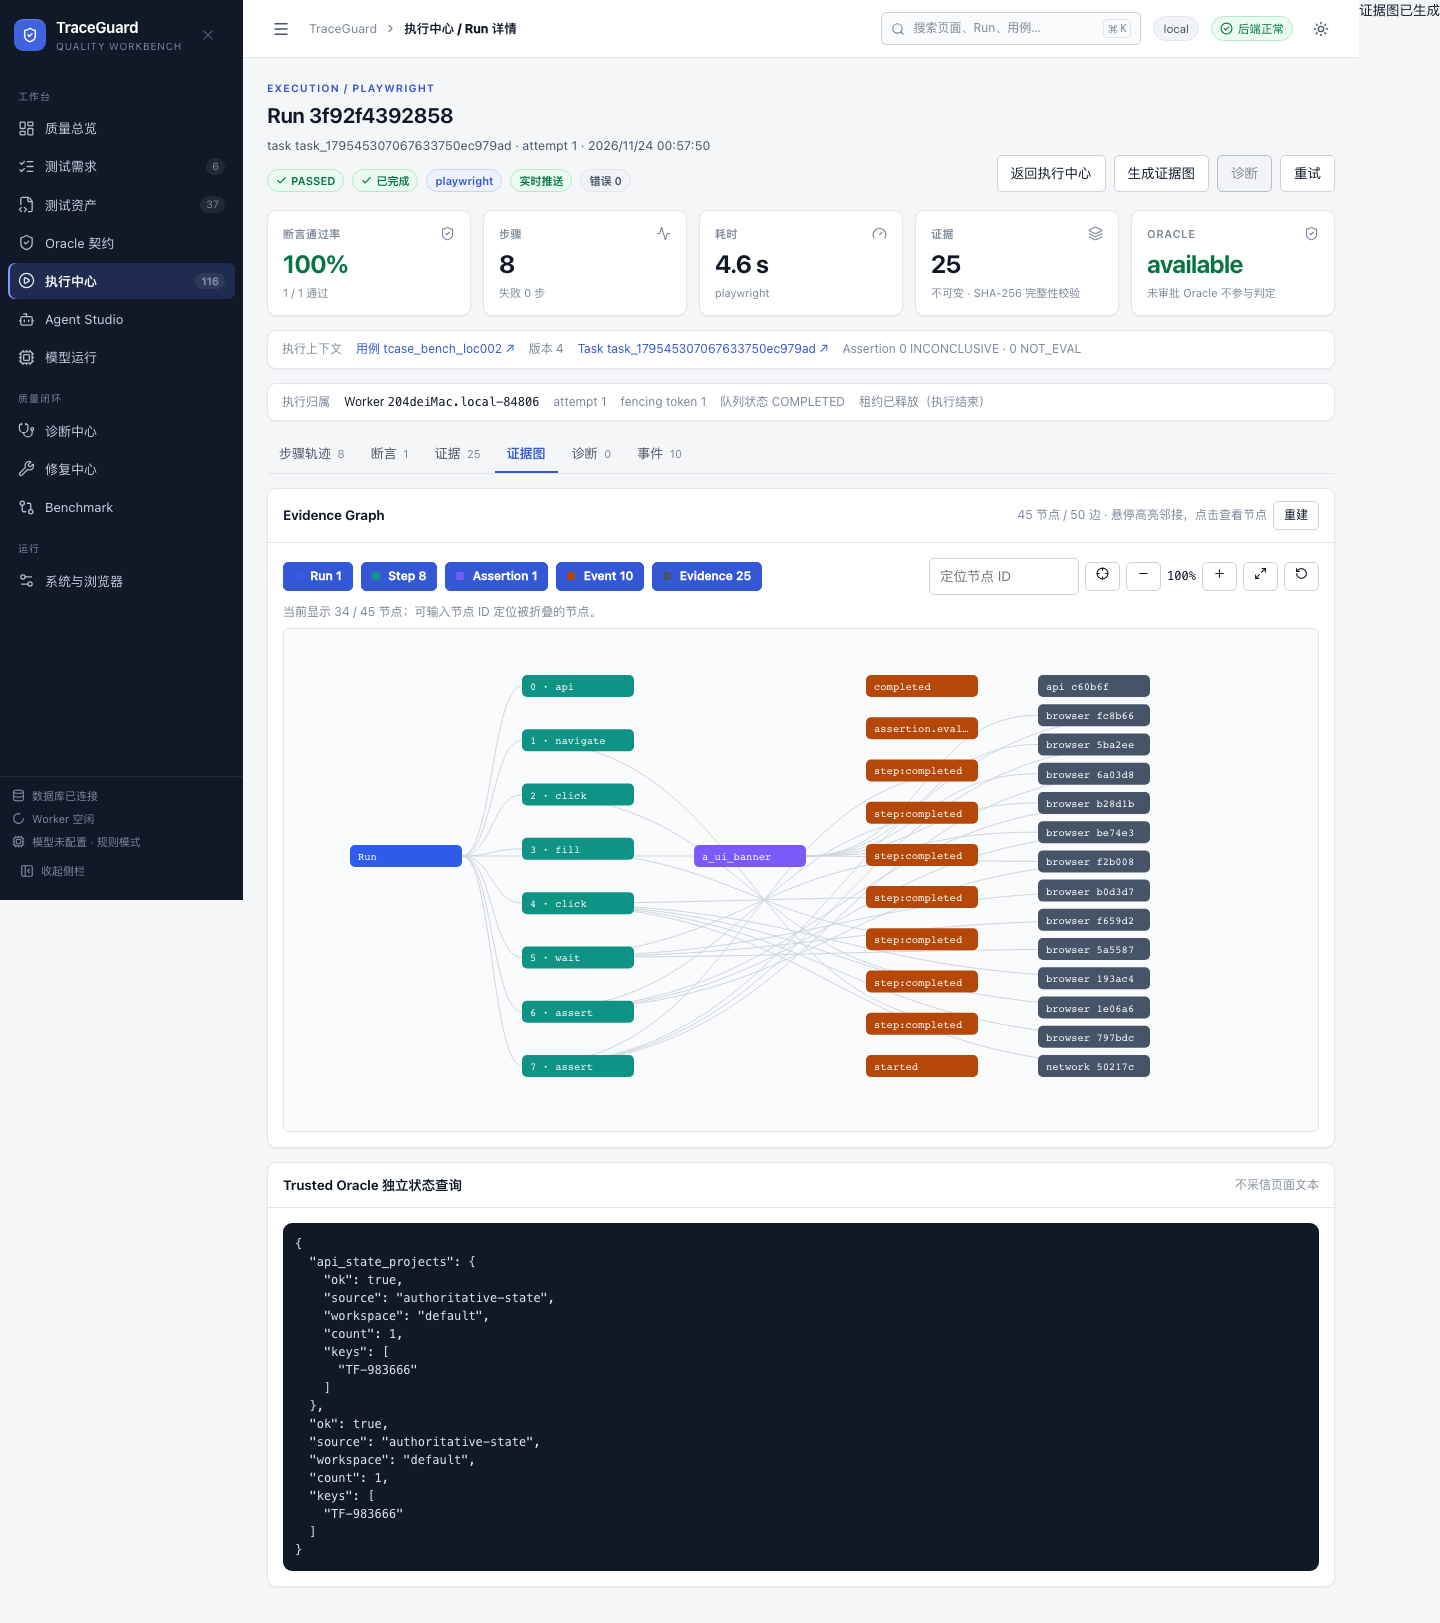 TraceGuard
QUALITY WORKBENCH
工作台
质量总览
测试需求 6
测试资产 37
Oracle 契约
执行中心 116
Agent Studio
模型运行
质量闭环
诊断中心
修复中心
Benchmark
运行
系统与浏览器
数据库已连接
Worker 空闲
模型未配置 · 规则模式
收起侧栏
TraceGuard 执行中心 / Run 详情
搜索页面、Run、用例... ⌘ K local 后端正常
证据图已生成
EXECUTION / PLAYWRIGHT
Run 3f92f4392858
task task_179545307067633750ec979ad · attempt 1 · 2026/11/24 00:57:50
PASSED 已完成 playwright 实时推送 错误 0
返回执行中心 生成证据图 诊断 重试
断言通过率
100%
1 / 1 通过
步骤
8
失败 0 步
耗时
4.6 s
playwright
证据
25
不可变 · SHA-256 完整性校验
ORACLE
available
未审批 Oracle 不参与判定
执行上下文 用例 tcase_bench_loc002 ↗ 版本 4 Task task_179545307067633750ec979ad ↗ Assertion 0 INCONCLUSIVE · 0 NOT_EVAL
执行归属 Worker 204deiMac.local-84806 attempt 1 fencing token 1 队列状态 COMPLETED 租约已释放（执行结束）
步骤轨迹 8 断言 1 证据 25 证据图 诊断 0 事件 10
Evidence Graph
45 节点 / 50 边 · 悬停高亮邻接，点击查看节点 重建
Run 1 Step 8 Assertion 1 Event 10 Evidence 25
定位节点 ID − 100% +
当前显示 34 / 45 节点；可输入节点 ID 定位被折叠的节点。
Run
0 · api
1 · navigate
2 · click
3 · fill
4 · click
5 · wait
6 · assert
7 · assert
a_ui_banner
completed
assertion.eval…
step:completed
step:completed
step:completed
step:completed
step:completed
step:completed
step:completed
started
api c60b6f
browser fc8b66
browser 5ba2ee
browser 6a03d8
browser b28d1b
browser be74e3
browser f2b008
browser b0d3d7
browser f659d2
browser 5a5587
browser 193ac4
browser 1e06a6
browser 797bdc
network 50217c
Trusted Oracle 独立状态查询
不采信页面文本
{
"api_state_projects": {
"ok": true,
"source": "authoritative-state",
"workspace": "default",
"count": 1,
"keys": [
"TF-983666"
]
},
"ok": true,
"source": "authoritative-state",
"workspace": "default",
"count": 1,
"keys": [
"TF-983666"
]
}